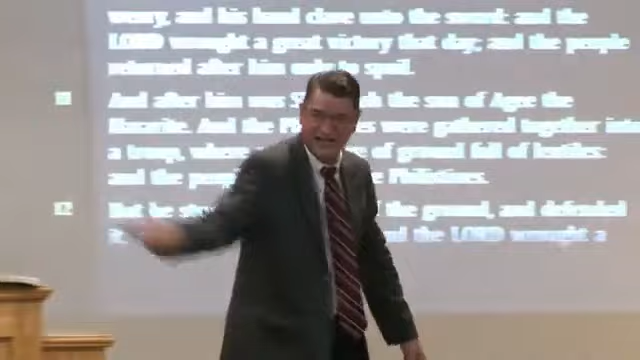 weary, and his hand clave unto the sword: and the
LORD wrought a great victory that day; and the people
returned after him only to spoil.
And after him was the son of Agee the
Hararite. And the were gathered together into
a troop, where of ground full of lentiles:
and the Philistines.
But he the ground, and defended
and the LORD wrought a